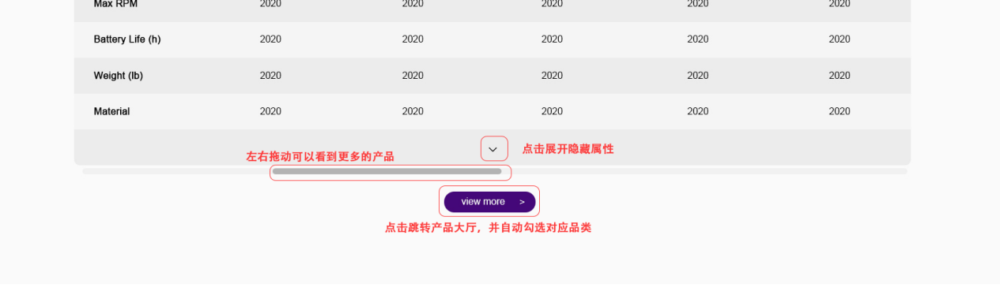 Max RPM 2020 2020 2020 2020 2020
Battery Life (h) 2020 2020 2020 2020 2020
Weight (lb) 2020 2020 2020 2020 2020
Material 2020 2020 2020 2020 2020
点击展开隐藏属性
左右拖动可以看到更多的产品
view more >
点击跳转产品大厅，并自动勾选对应品类